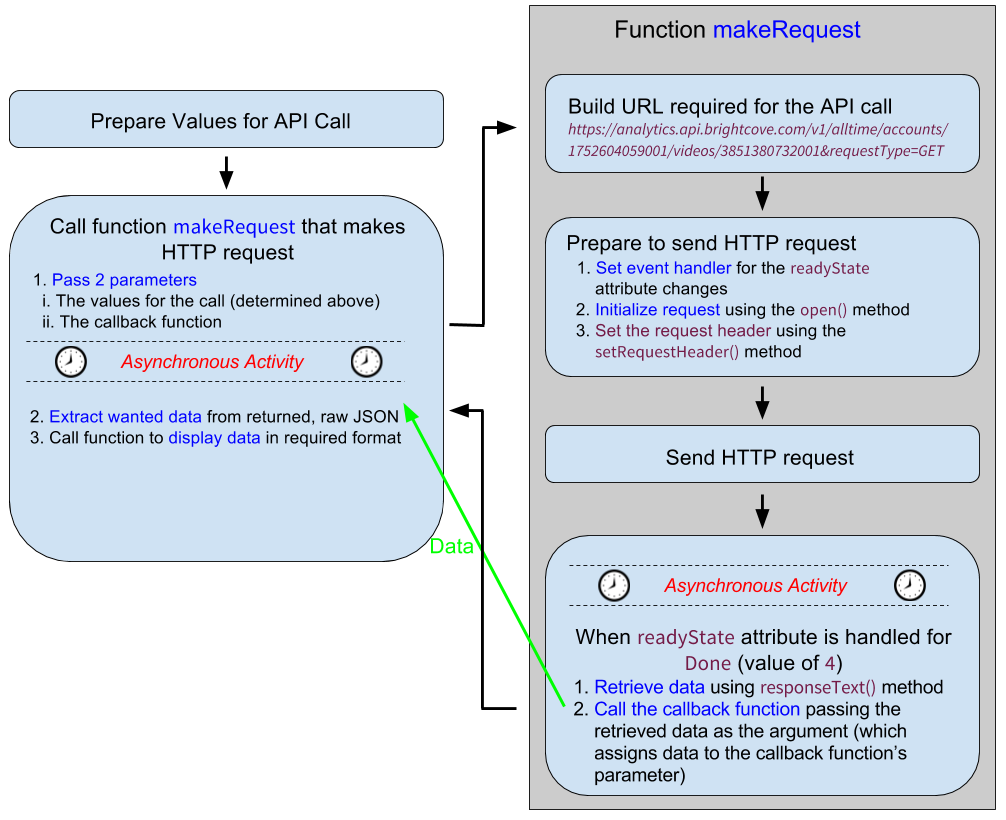 Prepare Values for API Call
Call function makeRequest that makes
HTTP request
1. Pass 2 parameters
i. The values for the call (determined above)
ii. The callback function
Asynchronous Activity
2. Extract wanted data from returned, raw JSON
3. Call function to display data in required format
Data
Function makeRequest
Build URL required for the API call
https://analytics.api.brightcove.com/v1/alltime/accounts/
1752604059001/videos/3851380732001&requestType=GET
Prepare to send HTTP request
1. Set event handler for the readyState
attribute changes
2. Initialize request using the open() method
3. Set the request header using the
setRequestHeader() method
Send HTTP request
Asynchronous Activity
When readyState attribute is handled for
Done (value of 4)
1. Retrieve data using responseText() method
2. Call the callback function passing the
retrieved data as the argument (which
assigns data to the callback function's
parameter)